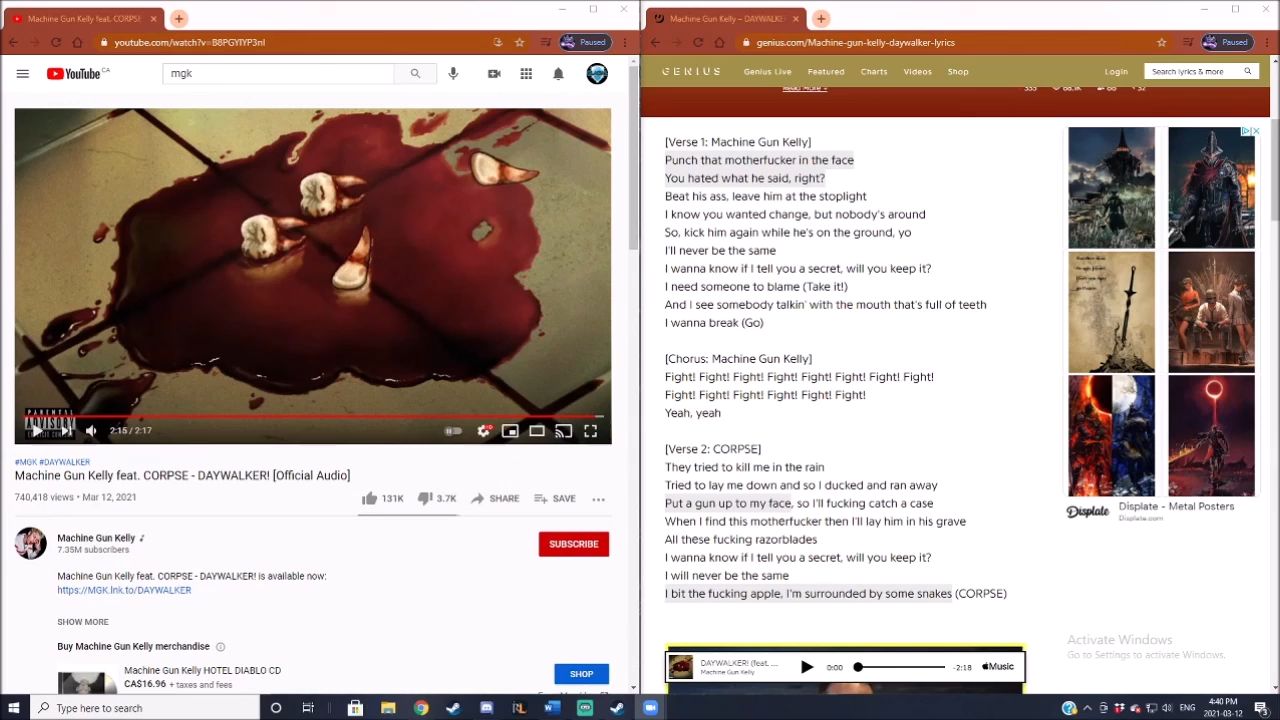 Machine Gun Kelly feat. CORPSE
youtube.com/watch?v=B8PGYIYP3nI
Paused
YouTube CA
mgk
PARENTAL
ADVISORY
2:15 / 2:17
#MGK #DAYWALKER
Machine Gun Kelly feat. CORPSE - DAYWALKER! [Official Audio]
740,418 views • Mar 12, 2021
131K
3.7K
SHARE
SAVE
Machine Gun Kelly
7.35M subscribers
SUBSCRIBE
Machine Gun Kelly feat. CORPSE - DAYWALKER! is available now:
https://MGK.lnk.to/DAYWALKER
SHOW MORE
Buy Machine Gun Kelly merchandise
Machine Gun Kelly HOTEL DIABLO CD
CA$16.96 + taxes and fees
SHOP
Machine Gun Kelly – DAYWALKE
genius.com/Machine-gun-kelly-daywalker-lyrics
Paused
GENIUS
Genius Live
Featured
Charts
Videos
Shop
Login
Search lyrics & more
Read More
[Verse 1: Machine Gun Kelly]
Punch that motherfucker in the face
You hated what he said, right?
Beat his ass, leave him at the stoplight
I know you wanted change, but nobody's around
So, kick him again while he's on the ground, yo
I'll never be the same
I wanna know if I tell you a secret, will you keep it?
I need someone to blame (Take it!)
And I see somebody talkin' with the mouth that's full of teeth
I wanna break (Go)
[Chorus: Machine Gun Kelly]
Fight! Fight! Fight! Fight! Fight! Fight! Fight! Fight!
Fight! Fight! Fight! Fight! Fight! Fight!
Yeah, yeah
[Verse 2: CORPSE]
They tried to kill me in the rain
Tried to lay me down and so I ducked and ran away
Put a gun up to my face, so I'll fucking catch a case
When I find this motherfucker then I'll lay him in his grave
All these fucking razorblades
I wanna know if I tell you a secret, will you keep it?
I will never be the same
I bit the fucking apple, I'm surrounded by some snakes (CORPSE)
DAYWALKER! (feat. ...
Machine Gun Kelly
0:00
-2:18
Music
Displate
Displate - Metal Posters
Displate.com
Activate Windows
Go to Settings to activate Windows.
Type here to search
ENG
4:40 PM
2021-03-12